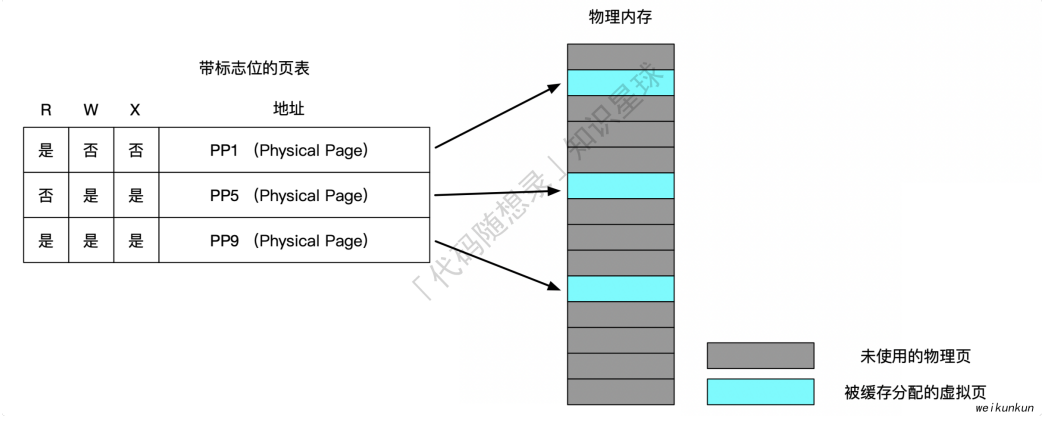 物理内存
带标志位的页表
R W X 地址
是 否 否 PP1 （Physical Page）
否 是 是 PP5 （Physical Page）
是 是 是 PP9 （Physical Page）
「代码随想录」知识星球
未使用的物理页
被缓存分配的虚拟页
weikunkun